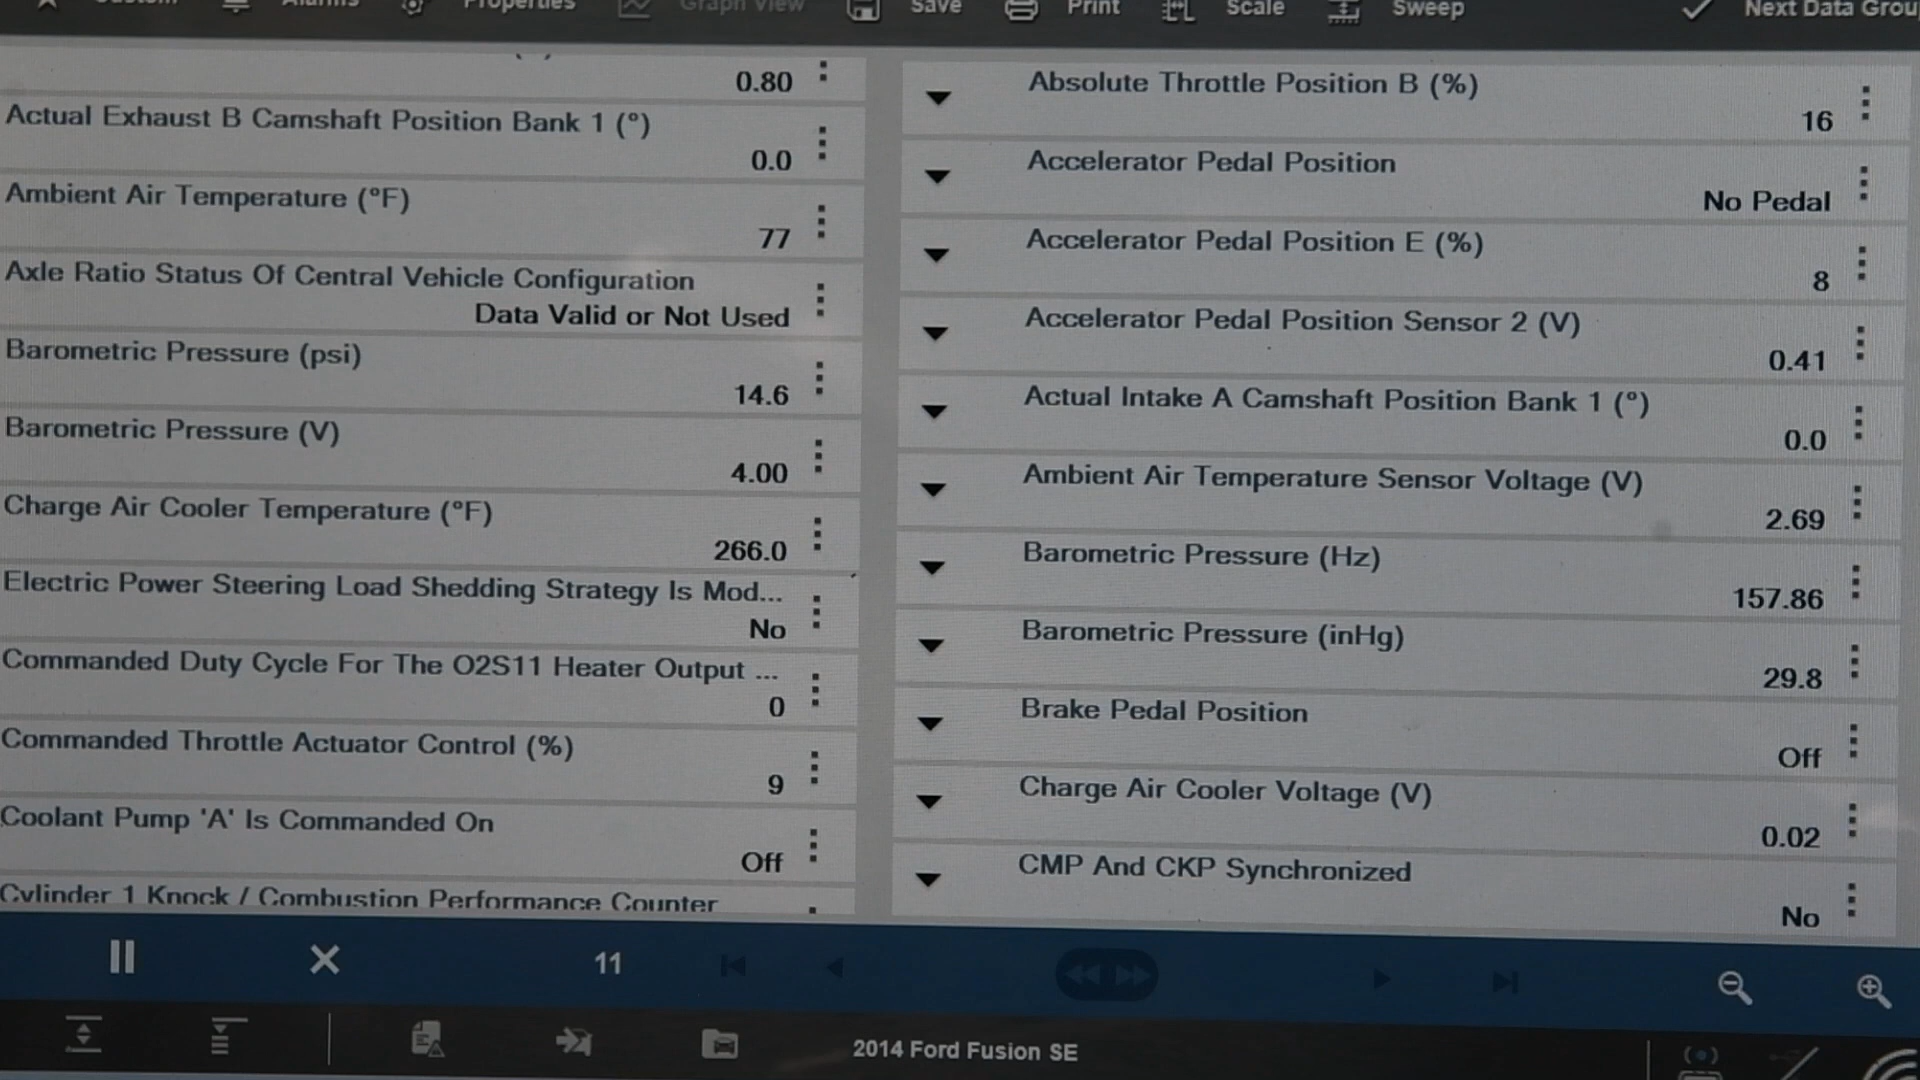 Custom Alarms Properties Graph View Save Print Scale Sweep Next Data Grou
0.80
Actual Exhaust B Camshaft Position Bank 1 (°)
0.0
Ambient Air Temperature (°F)
77
Axle Ratio Status Of Central Vehicle Configuration
Data Valid or Not Used
Barometric Pressure (psi)
14.6
Barometric Pressure (V)
4.00
Charge Air Cooler Temperature (°F)
266.0
Electric Power Steering Load Shedding Strategy Is Mod...
No
Commanded Duty Cycle For The O2S11 Heater Output ...
0
Commanded Throttle Actuator Control (%)
9
Coolant Pump 'A' Is Commanded On
Off
Cylinder 1 Knock / Combustion Performance Counter
Absolute Throttle Position B (%)
16
Accelerator Pedal Position
No Pedal
Accelerator Pedal Position E (%)
8
Accelerator Pedal Position Sensor 2 (V)
0.41
Actual Intake A Camshaft Position Bank 1 (°)
0.0
Ambient Air Temperature Sensor Voltage (V)
2.69
Barometric Pressure (Hz)
157.86
Barometric Pressure (inHg)
29.8
Brake Pedal Position
Off
Charge Air Cooler Voltage (V)
0.02
CMP And CKP Synchronized
No
11
2014 Ford Fusion SE